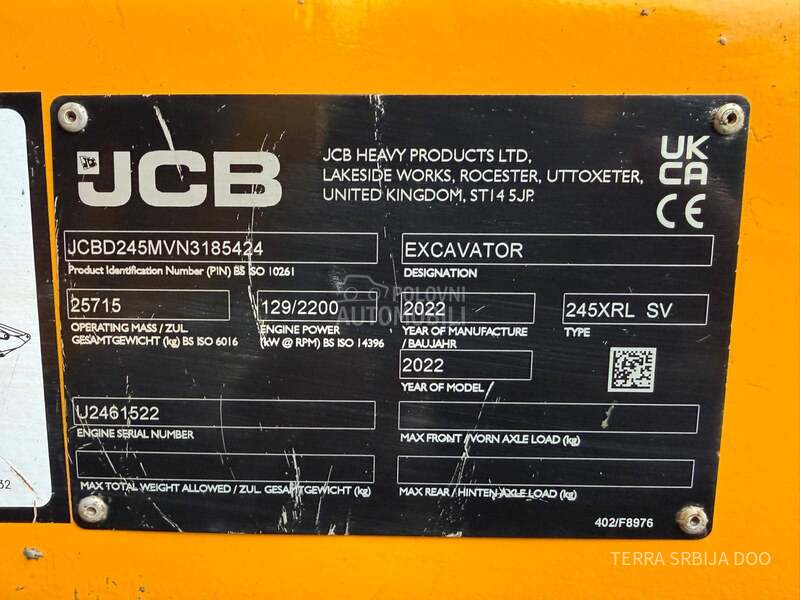 JCB
JCB HEAVY PRODUCTS LTD,
LAKESIDE WORKS, ROCESTER, UTTOXETER,
UNITED KINGDOM, ST14 5JP.
UK
CA
CE
JCBD245MVN3185424
Product Identification Number (PIN) BS ISO 10261
EXCAVATOR
DESIGNATION
25715
OPERATING MASS / ZUL.
GESAMTGEWICHT (kg) BS ISO 6016
129/2200
ENGINE POWER
(kW @ RPM) BS ISO 14396
2022
YEAR OF MANUFACTURE
/ BAUJAHR
245XRL SV
TYPE
2022
YEAR OF MODEL
U2461522
ENGINE SERIAL NUMBER
MAX FRONT / VORN AXLE LOAD (kg)
MAX TOTAL WEIGHT ALLOWED / ZUL. GESAMTGEWICHT (kg)
MAX REAR / HINTEN AXLE LOAD (kg)
402/F8976
32
POLOVNI
AUTOMOBILI
TERRA SRBIJA DOO